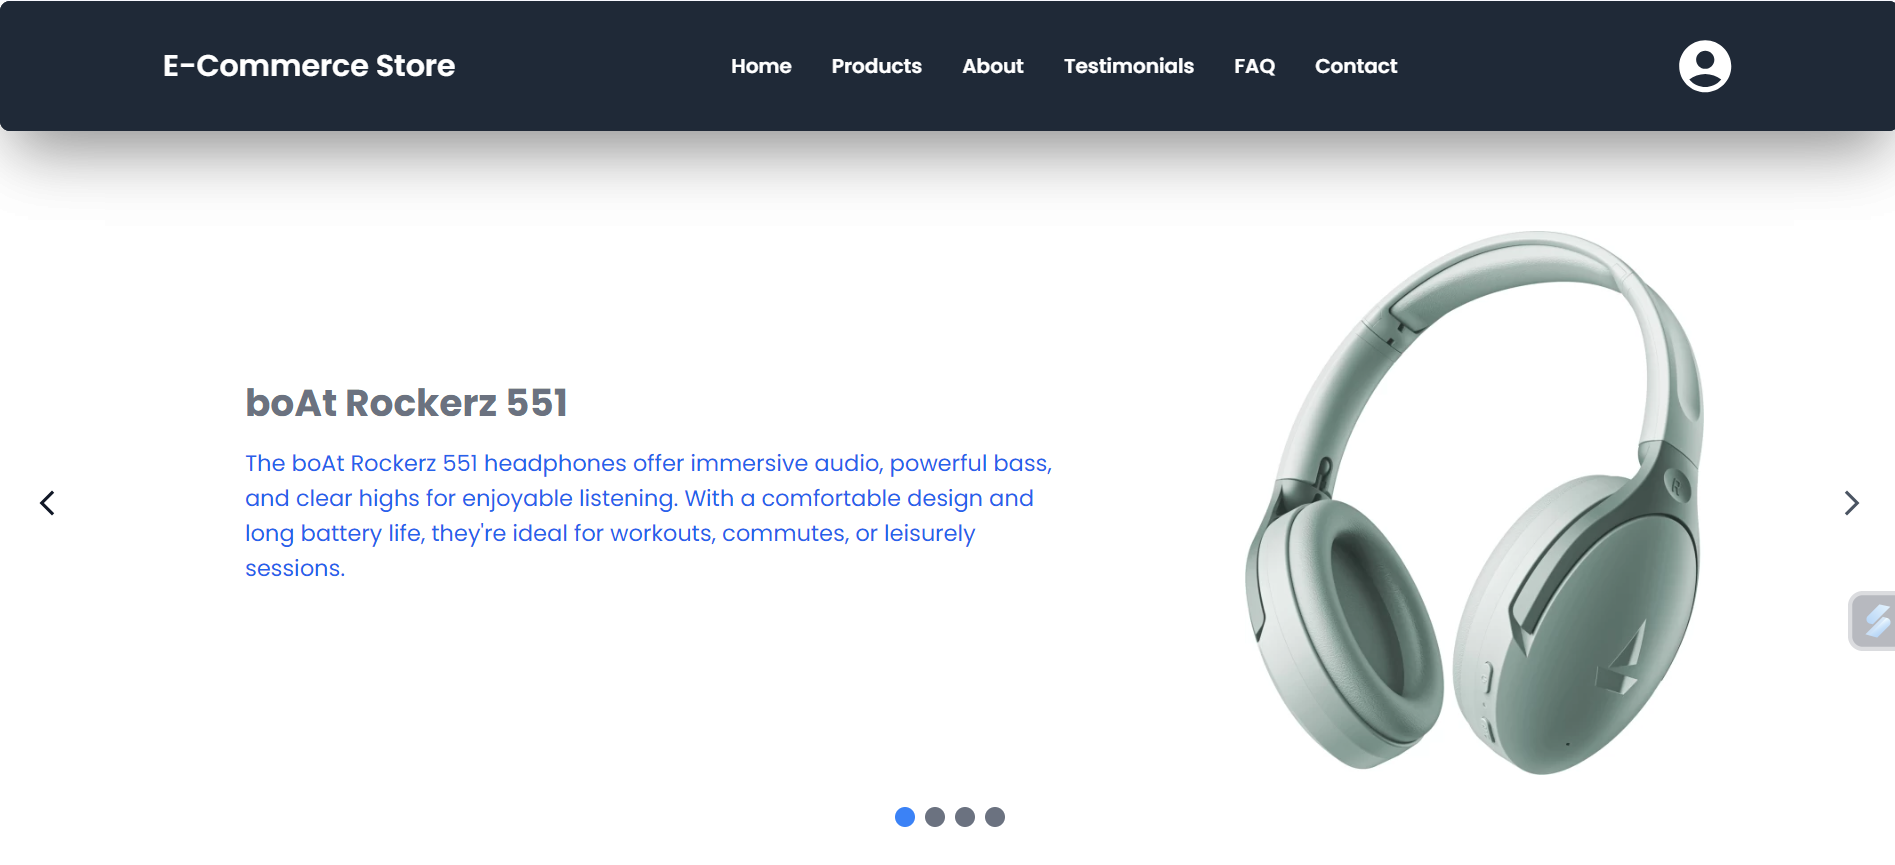 E-Commerce Store
Home Products About Testimonials FAQ Contact
boAt Rockerz 551
The boAt Rockerz 551 headphones offer immersive audio, powerful bass,
and clear highs for enjoyable listening. With a comfortable design and
long battery life, they're ideal for workouts, commutes, or leisurely
sessions.
R